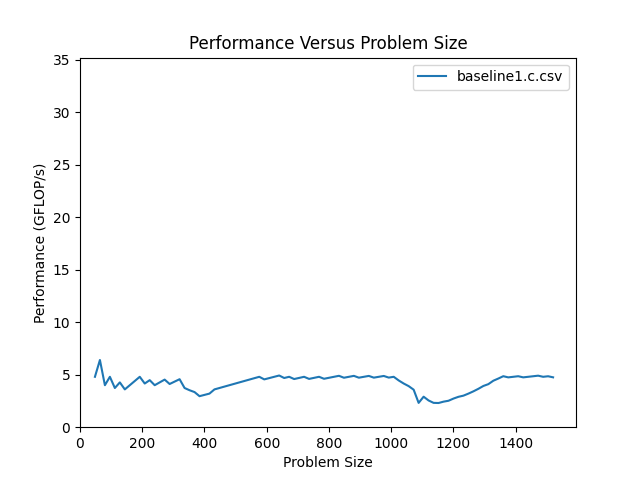 Performance Versus Problem Size
baseline1.c.csv
35
30
25
20
15
10
5
0
Performance (GFLOP/s)
0 200 400 600 800 1000 1200 1400
Problem Size